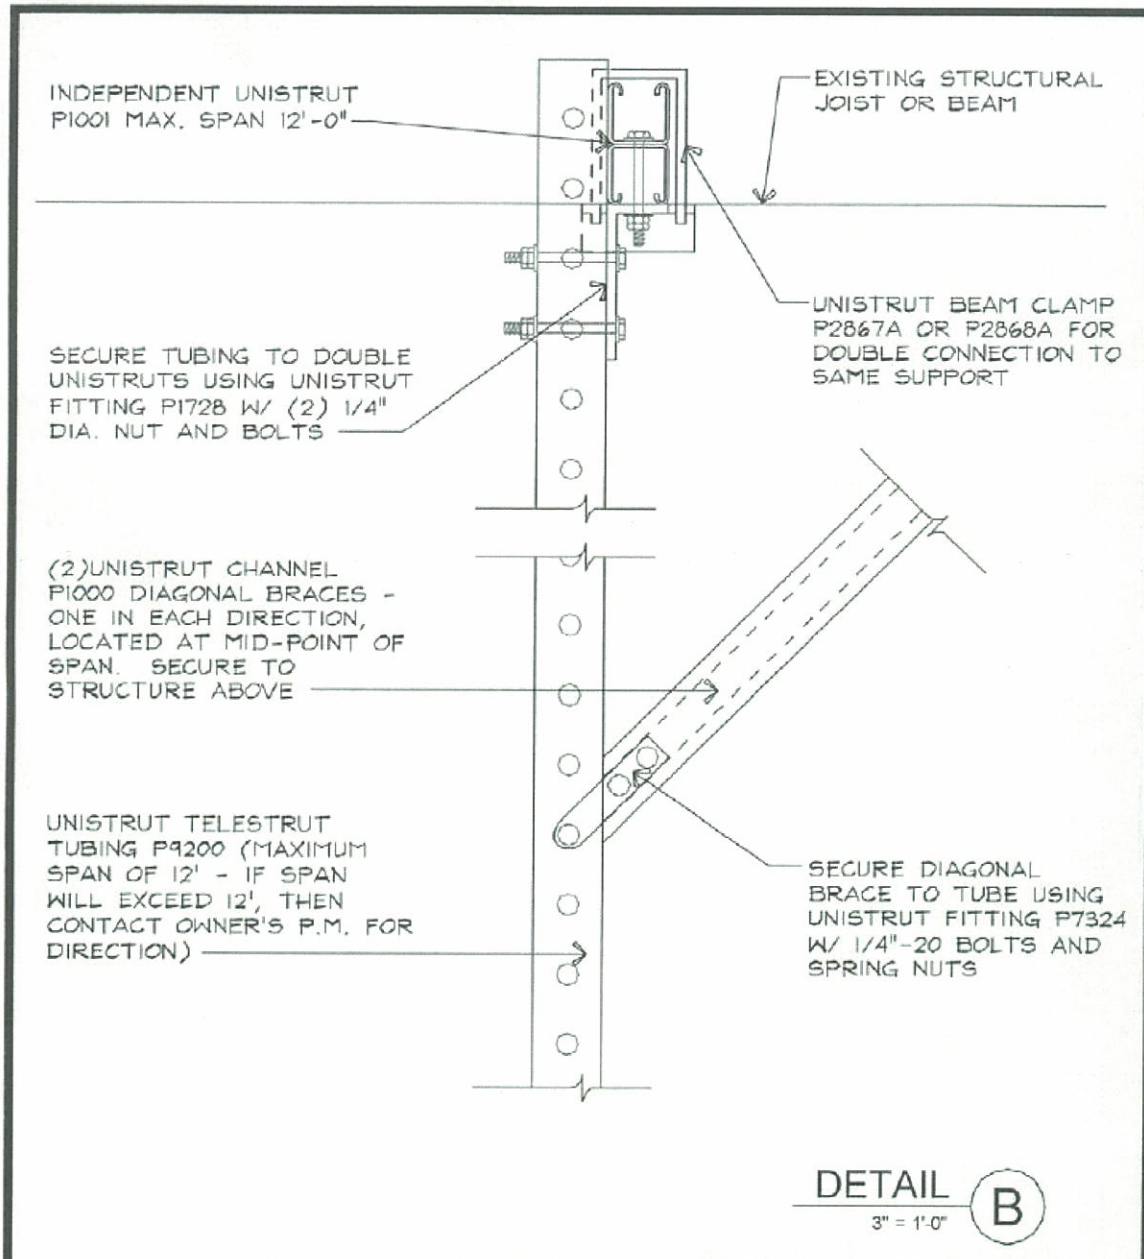 INDEPENDENT UNISTRUT
P1001 MAX. SPAN 12'-0"
EXISTING STRUCTURAL
JOIST OR BEAM
UNISTRUT BEAM CLAMP
P2867A OR P2868A FOR
DOUBLE CONNECTION TO
SAME SUPPORT
SECURE TUBING TO DOUBLE
UNISTRUTS USING UNISTRUT
FITTING P1728 W/ (2) 1/4"
DIA. NUT AND BOLTS
(2)UNISTRUT CHANNEL
P1000 DIAGONAL BRACES -
ONE IN EACH DIRECTION,
LOCATED AT MID-POINT OF
SPAN. SECURE TO
STRUCTURE ABOVE
UNISTRUT TELESTRUT
TUBING P9200 (MAXIMUM
SPAN OF 12' - IF SPAN
WILL EXCEED 12', THEN
CONTACT OWNER'S P.M. FOR
DIRECTION)
SECURE DIAGONAL
BRACE TO TUBE USING
UNISTRUT FITTING P7324
W/ 1/4"-20 BOLTS AND
SPRING NUTS
DETAIL B
3" = 1'-0"